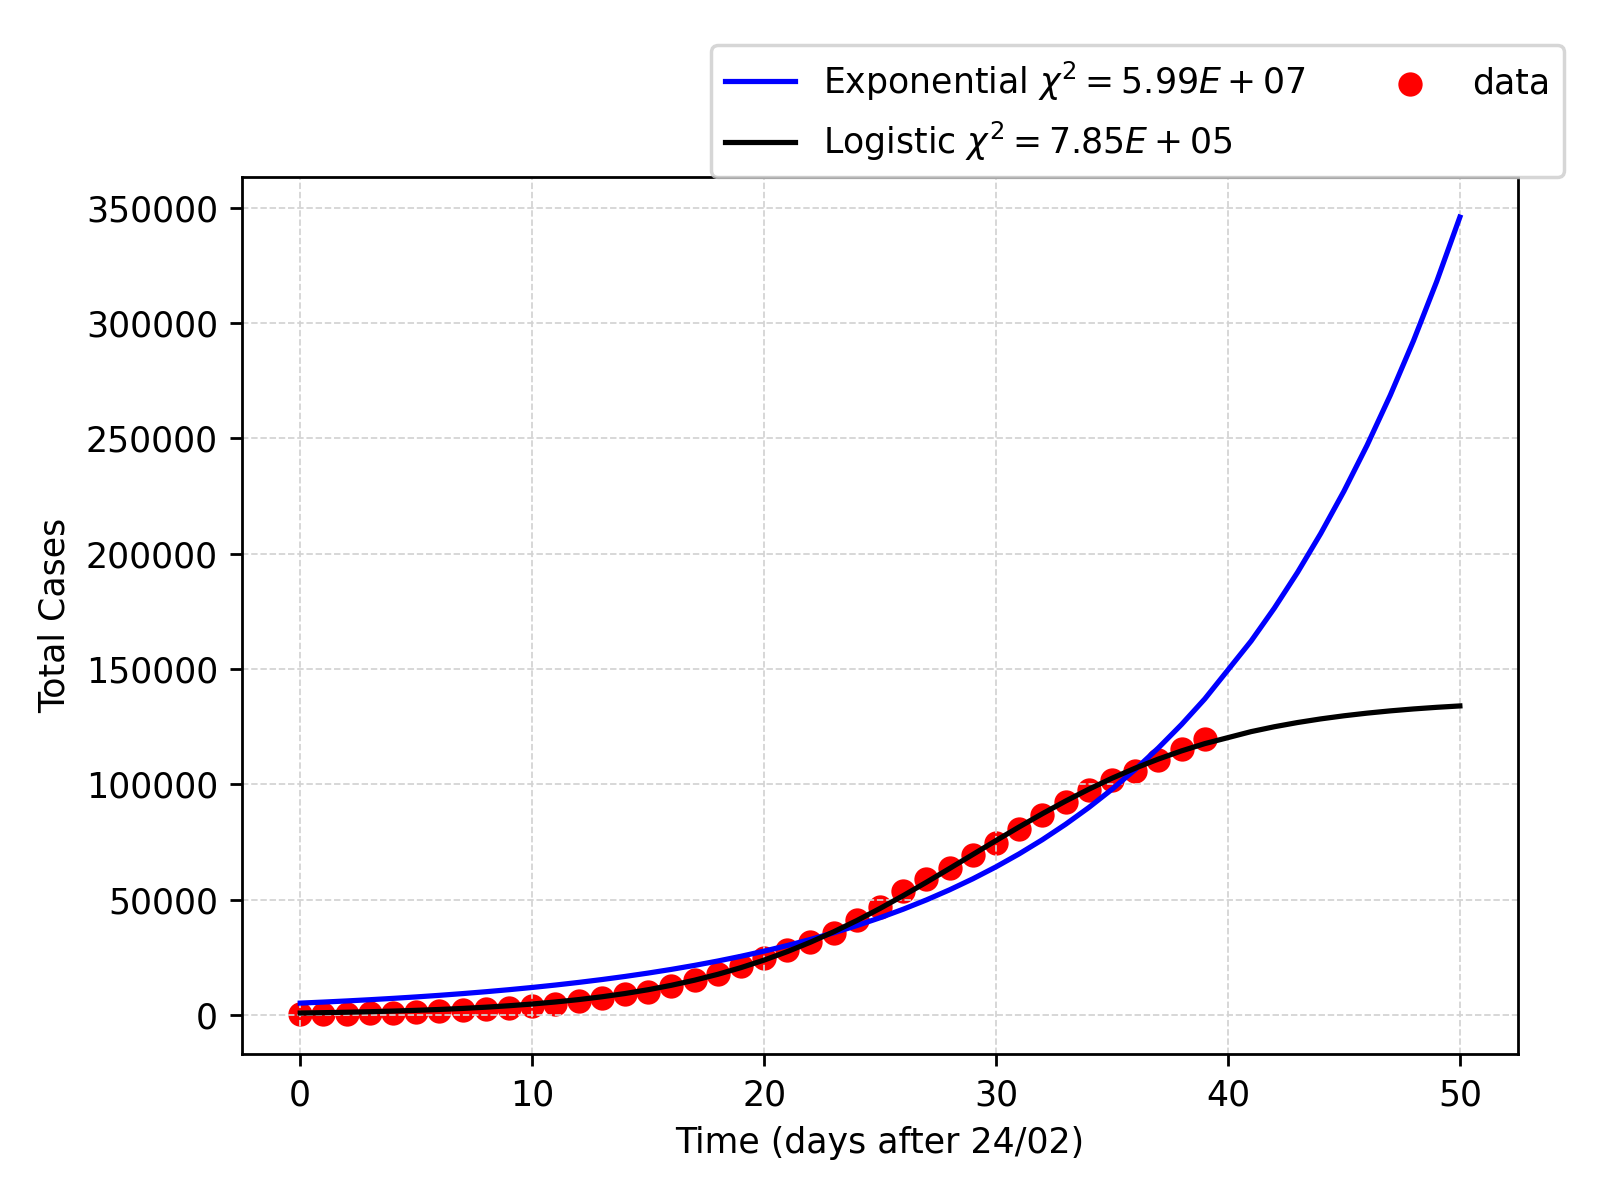 Exponential χ² = 5.99E + 07
data
Logistic χ² = 7.85E + 05
350000
300000
250000
200000
150000
100000
50000
0
Total Cases
0 10 20 30 40 50
Time (days after 24/02)